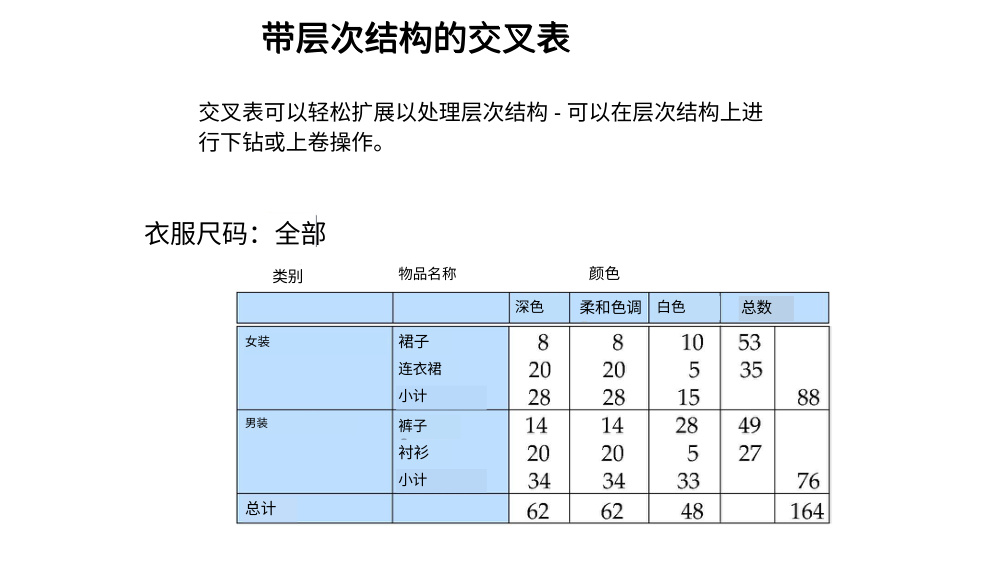 带层次结构的交叉表
交叉表可以轻松扩展以处理层次结构 - 可以在层次结构上进
行下钻或上卷操作。
衣服尺码：全部
类别 物品名称 颜色
深色 柔和色调 白色 总数
女装 裙子 8 8 10 53
连衣裙 20 20 5 35
小计 28 28 15 88
男装 裤子 14 14 28 49
衬衫 20 20 5 27
小计 34 34 33 76
总计 62 62 48 164